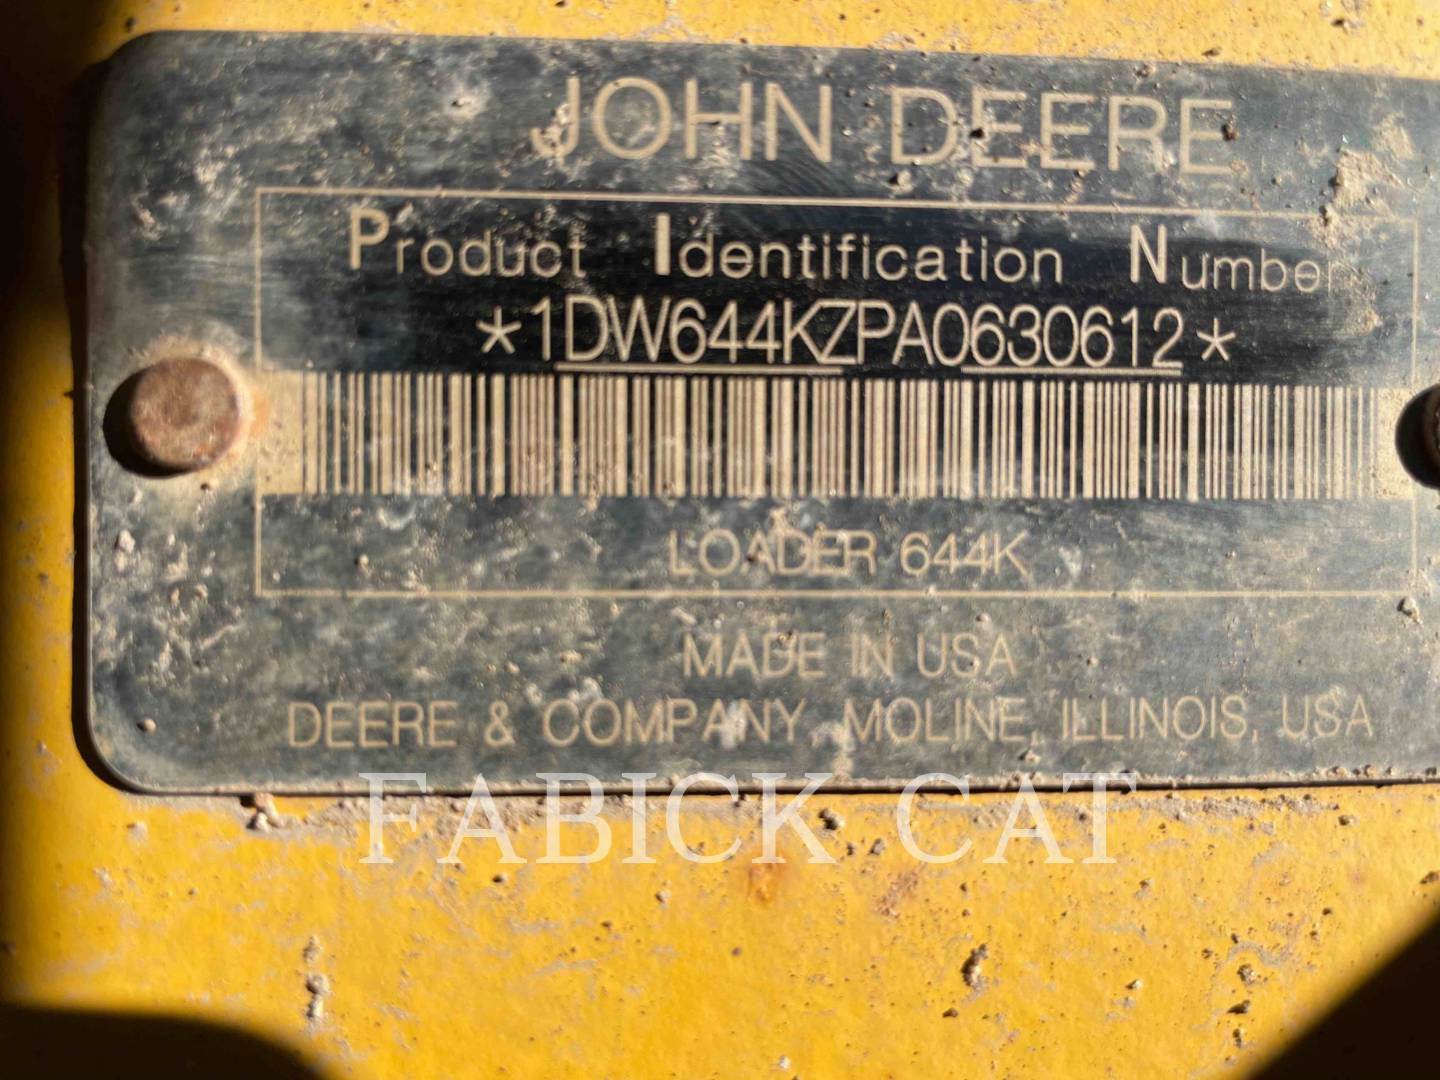 JOHN DEERE
Product Identification Number
*1DW644KZPA0630612*
LOADER 644K
MADE IN USA
DEERE & COMPANY, MOLINE, ILLINOIS, USA
FABICK CAT